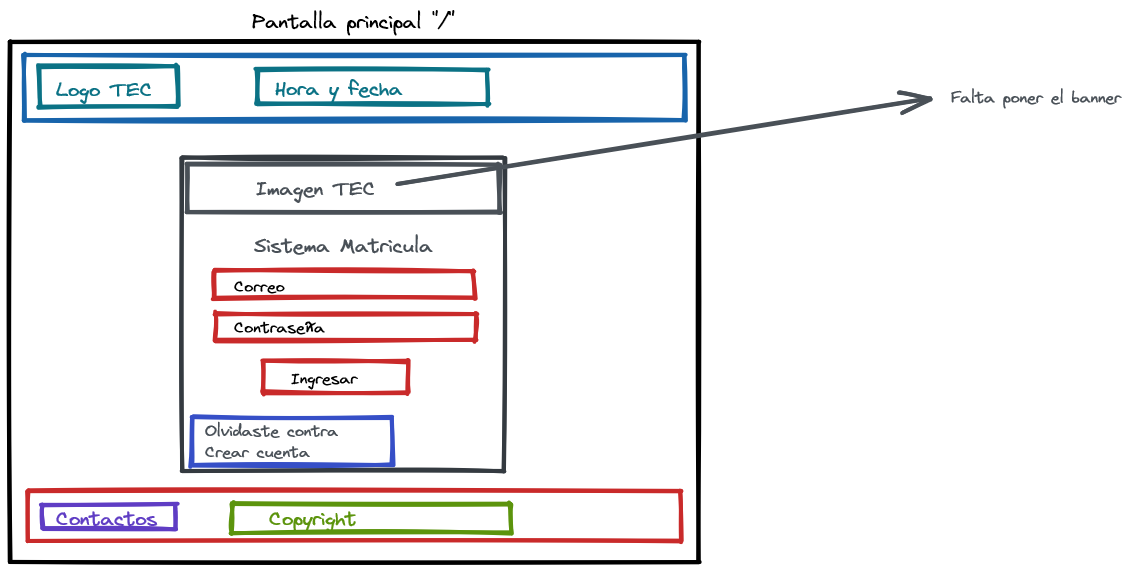 Pantalla principal "/"
Logo TEC
Hora y fecha
Falta poner el banner
Imagen TEC
Sistema Matricula
Correo
Contraseña
Ingresar
Olvidaste contra
Crear cuenta
Contactos
Copyright